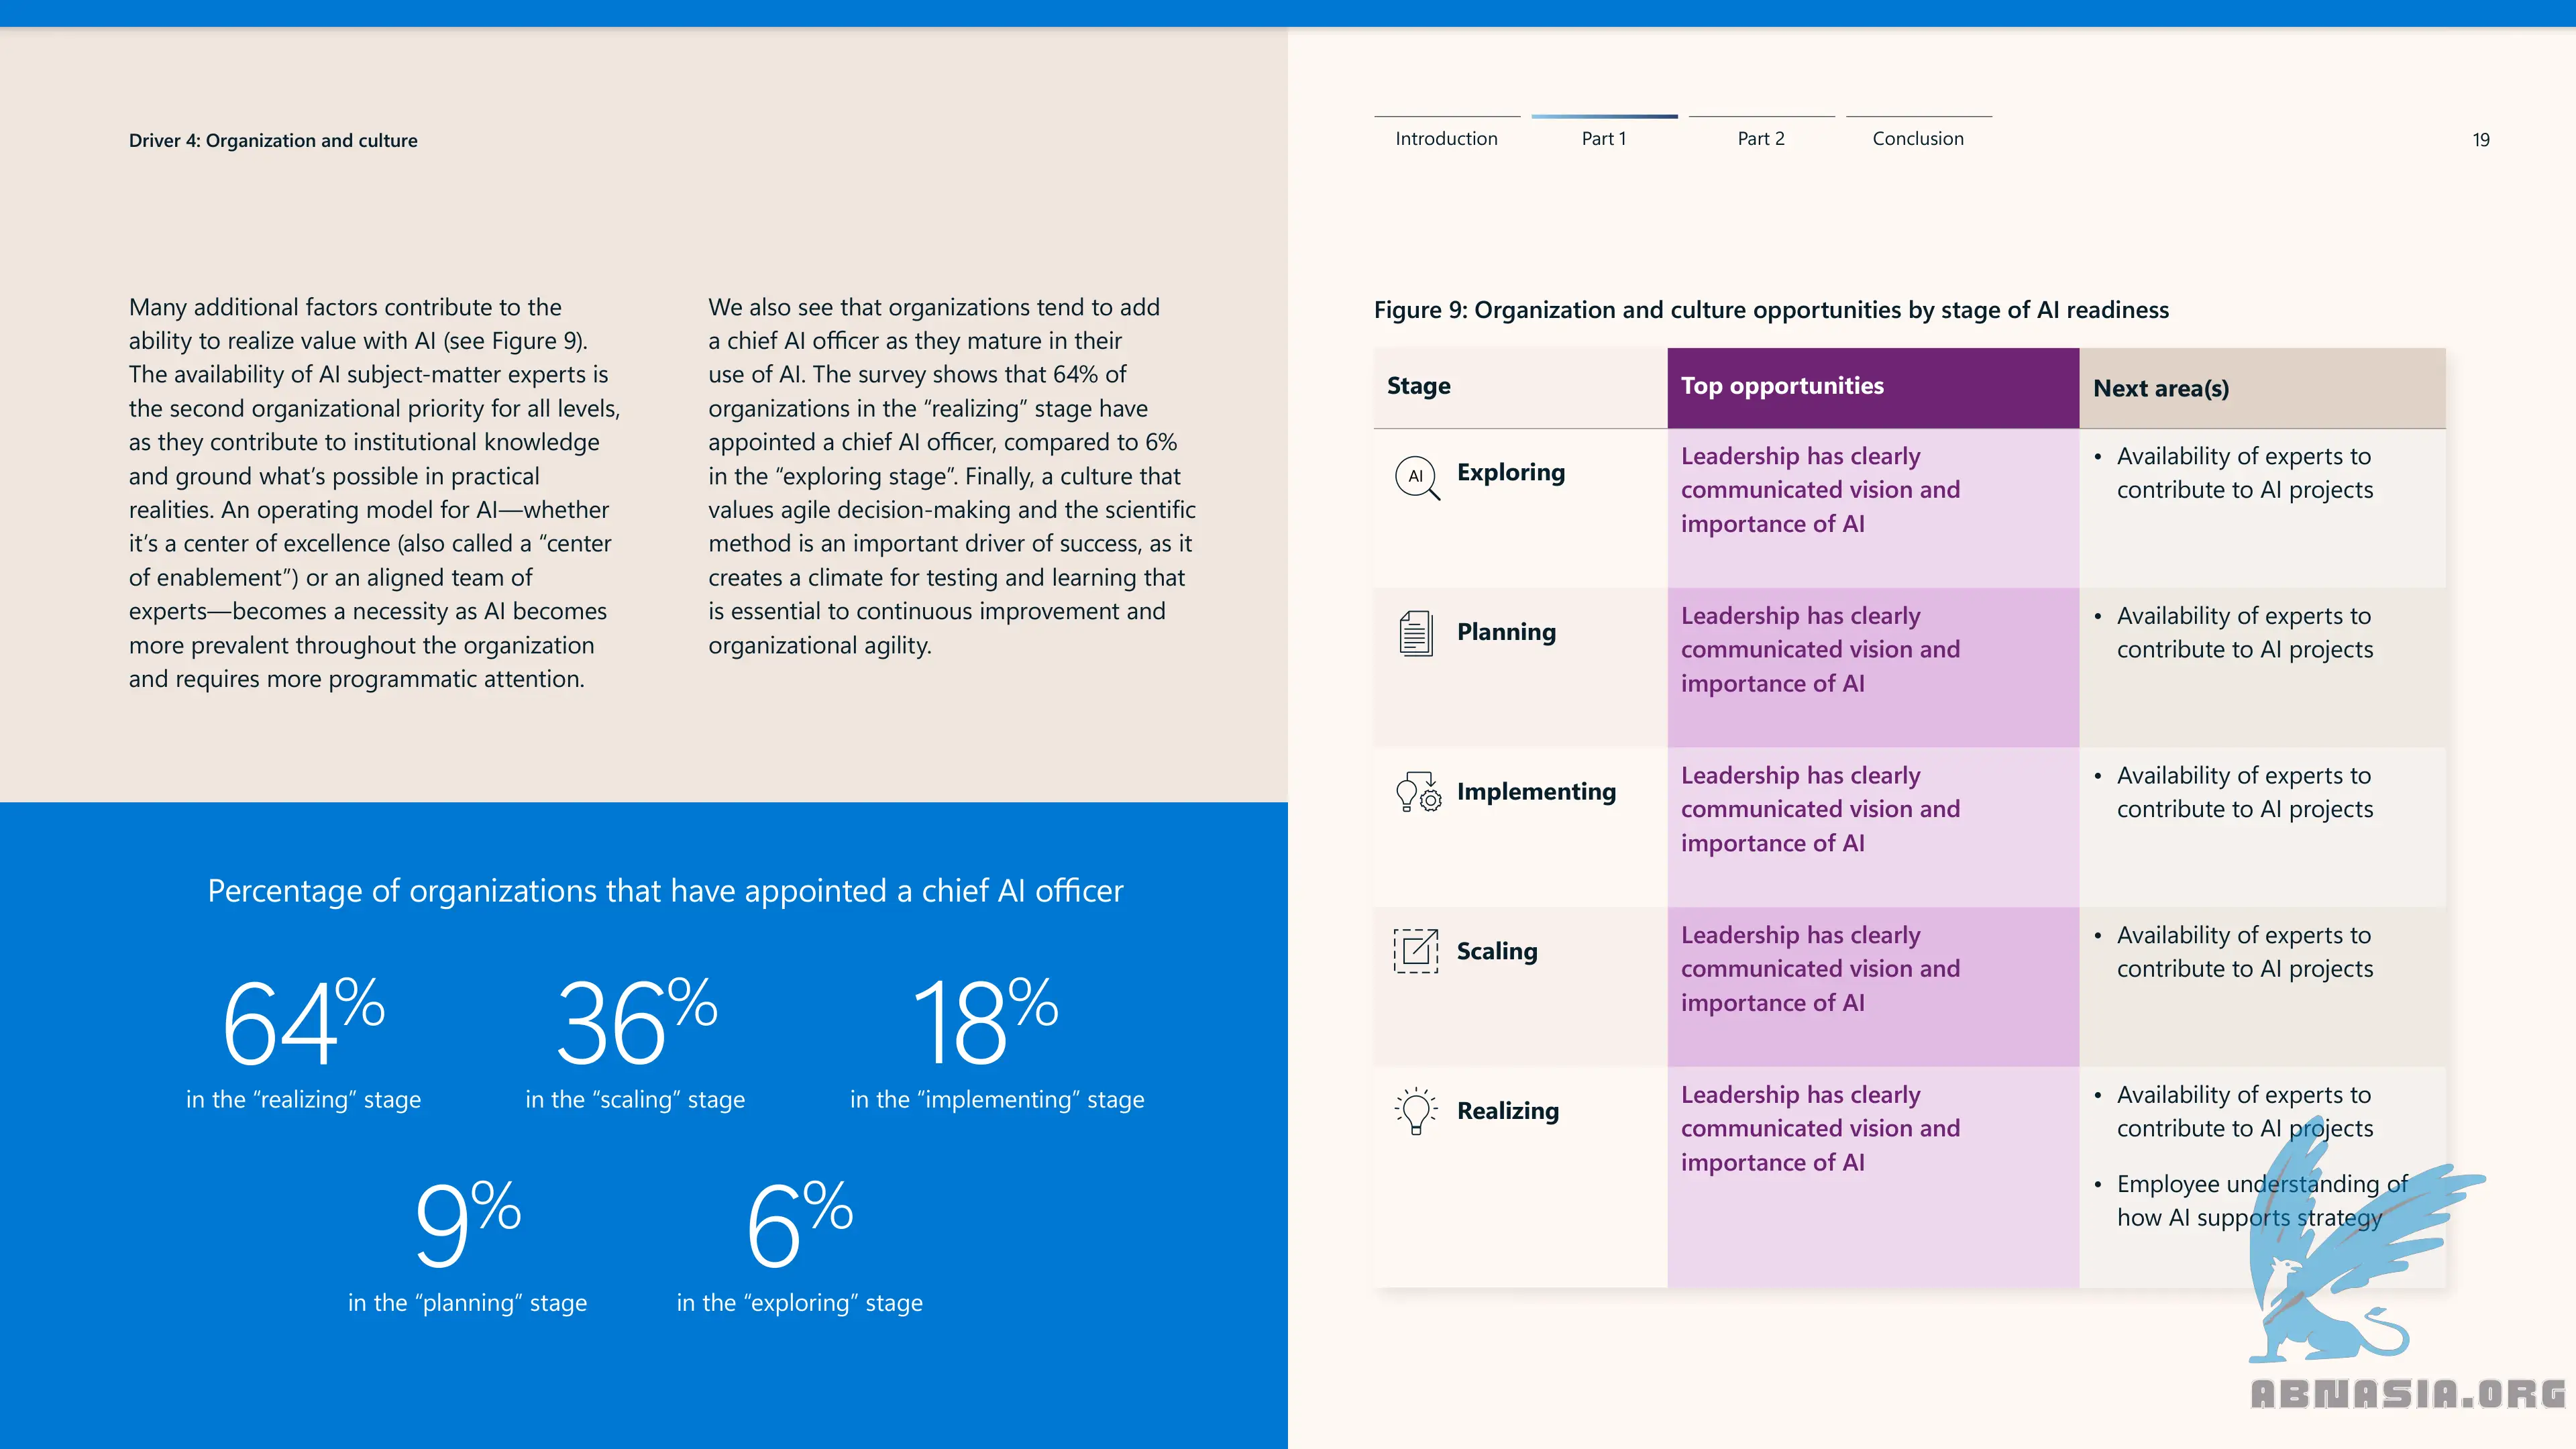 Driver 4: Organization and culture
Introduction
Part 1
Part 2
Conclusion
19
Many additional factors contribute to the
ability to realize value with AI (see Figure 9).
The availability of AI subject-matter experts is
the second organizational priority for all levels,
as they contribute to institutional knowledge
and ground what’s possible in practical
realities. An operating model for AI—whether
it’s a center of excellence (also called a “center
of enablement”) or an aligned team of
experts—becomes a necessity as AI becomes
more prevalent throughout the organization
and requires more programmatic attention.
We also see that organizations tend to add
a chief AI officer as they mature in their
use of AI. The survey shows that 64% of
organizations in the “realizing” stage have
appointed a chief AI officer, compared to 6%
in the “exploring stage”. Finally, a culture that
values agile decision-making and the scientific
method is an important driver of success, as it
creates a climate for testing and learning that
is essential to continuous improvement and
organizational agility.
Percentage of organizations that have appointed a chief AI officer
64%
in the “realizing” stage
36%
in the “scaling” stage
18%
in the “implementing” stage
9%
in the “planning” stage
6%
in the “exploring” stage
Figure 9: Organization and culture opportunities by stage of AI readiness
Stage
Top opportunities
Next area(s)
AI
Exploring
Leadership has clearly
communicated vision and
importance of AI
• Availability of experts to
contribute to AI projects
Planning
Leadership has clearly
communicated vision and
importance of AI
• Availability of experts to
contribute to AI projects
Implementing
Leadership has clearly
communicated vision and
importance of AI
• Availability of experts to
contribute to AI projects
Scaling
Leadership has clearly
communicated vision and
importance of AI
• Availability of experts to
contribute to AI projects
Realizing
Leadership has clearly
communicated vision and
importance of AI
• Availability of experts to
contribute to AI projects
• Employee understanding of
how AI supports strategy
ABNASIA.ORG